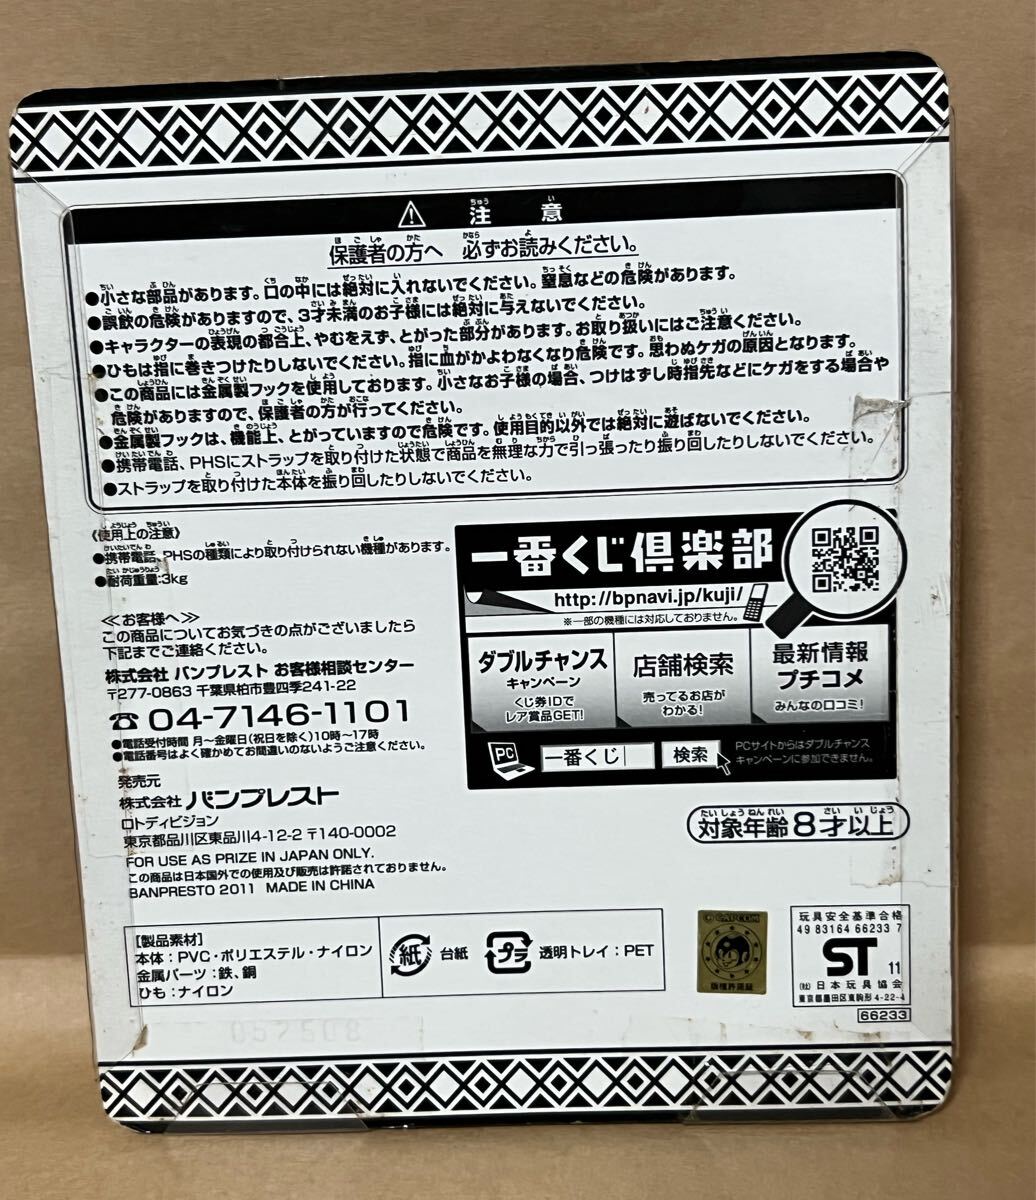 ⚠ 注意
保護者の方へ 必ずお読みください。
●小さな部品があります。口の中には絶対に入れないでください。窒息などの危険があります。
●誤飲の危険がありますので、3才未満のお子様には絶対に与えないでください。
●キャラクターの表現の都合上、やむをえず、とがった部分があります。お取り扱いにはご注意ください。
●ひもは指に巻きつけたりしないでください。指に血がかよわなくなり危険です。思わぬケガの原因となります。
●この商品には金属製フックを使用しております。小さなお子様の場合、つけはずし時指先などにケガをする場合や
危険がありますので、保護者の方が行ってください。
●金属製フックは、機能上、とがっていますので危険です。使用目的以外では絶対に遊ばないでください。
●携帯電話、PHSにストラップを取り付けた状態で商品を無理な力で引っ張ったり振り回したりしないでください。
●ストラップを取り付けた本体を振り回したりしないでください。
《使用上の注意》
●携帯電話、PHSの種類により取り付けられない機種があります。
●耐荷重量:3kg
≪お客様へ≫
この商品についてお気づきの点がございましたら
下記までご連絡ください。
株式会社 バンプレスト お客様相談センター
〒277-0863 千葉県柏市豊四季241-22
☎ 04-7146-1101
●電話受付時間 月~金曜日(祝日を除く)10時~17時
●電話番号はよく確かめてお間違いのないようご注意ください。
発売元
株式会社 バンプレスト
ロトディビジョン
東京都品川区東品川4-12-2 〒140-0002
FOR USE AS PRIZE IN JAPAN ONLY.
この商品は日本国外での使用及び販売は許諾されておりません。
BANPRESTO 2011 MADE IN CHINA
一番くじ倶楽部
http://bpnavi.jp/kuji/
※一部の機種には対応しておりません。
ダブルチャンス
キャンペーン
くじ券IDで
レア賞品GET!
店舗検索
売ってるお店が
わかる!
最新情報
プチコメ
みんなの口コミ!
PC
一番くじ
検索
PCサイトからはダブルチャンス
キャンペーンに参加できません。
対象年齢8才以上
[製品素材]
本体:PVC・ポリエステル・ナイロン
金属パーツ:鉄、銅
ひも:ナイロン
紙 台紙
プラ 透明トレイ:PET
© CAPCOM
版権許諾証
玩具安全基準合格
49 83164 66233 7
ST 11
(社)日本玩具協会
東京都墨田区東駒形4-22-4
66233